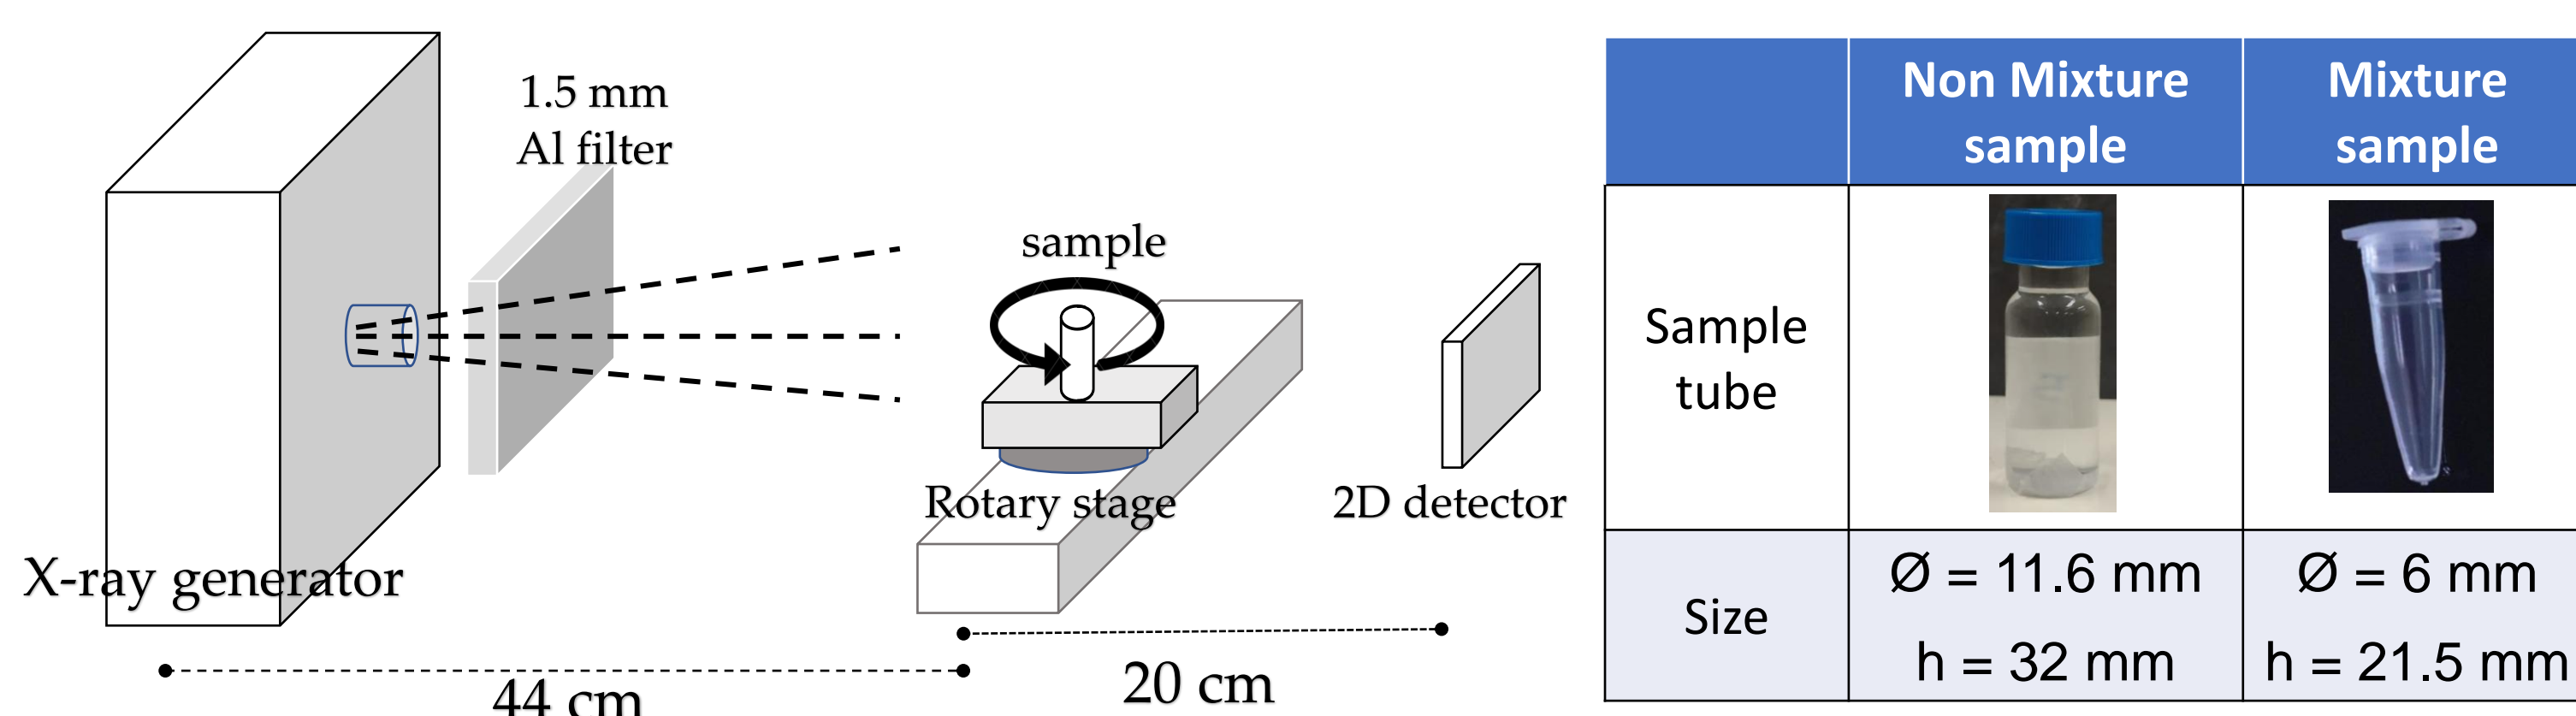 1.5 mm
Al filter
sample
Rotary stage
2D detector
X-ray generator
44 cm
20 cm
Non Mixture
sample
Mixture
sample
Sample
tube
Size
Ø = 11.6 mm
h = 32 mm
Ø = 6 mm
h = 21.5 mm